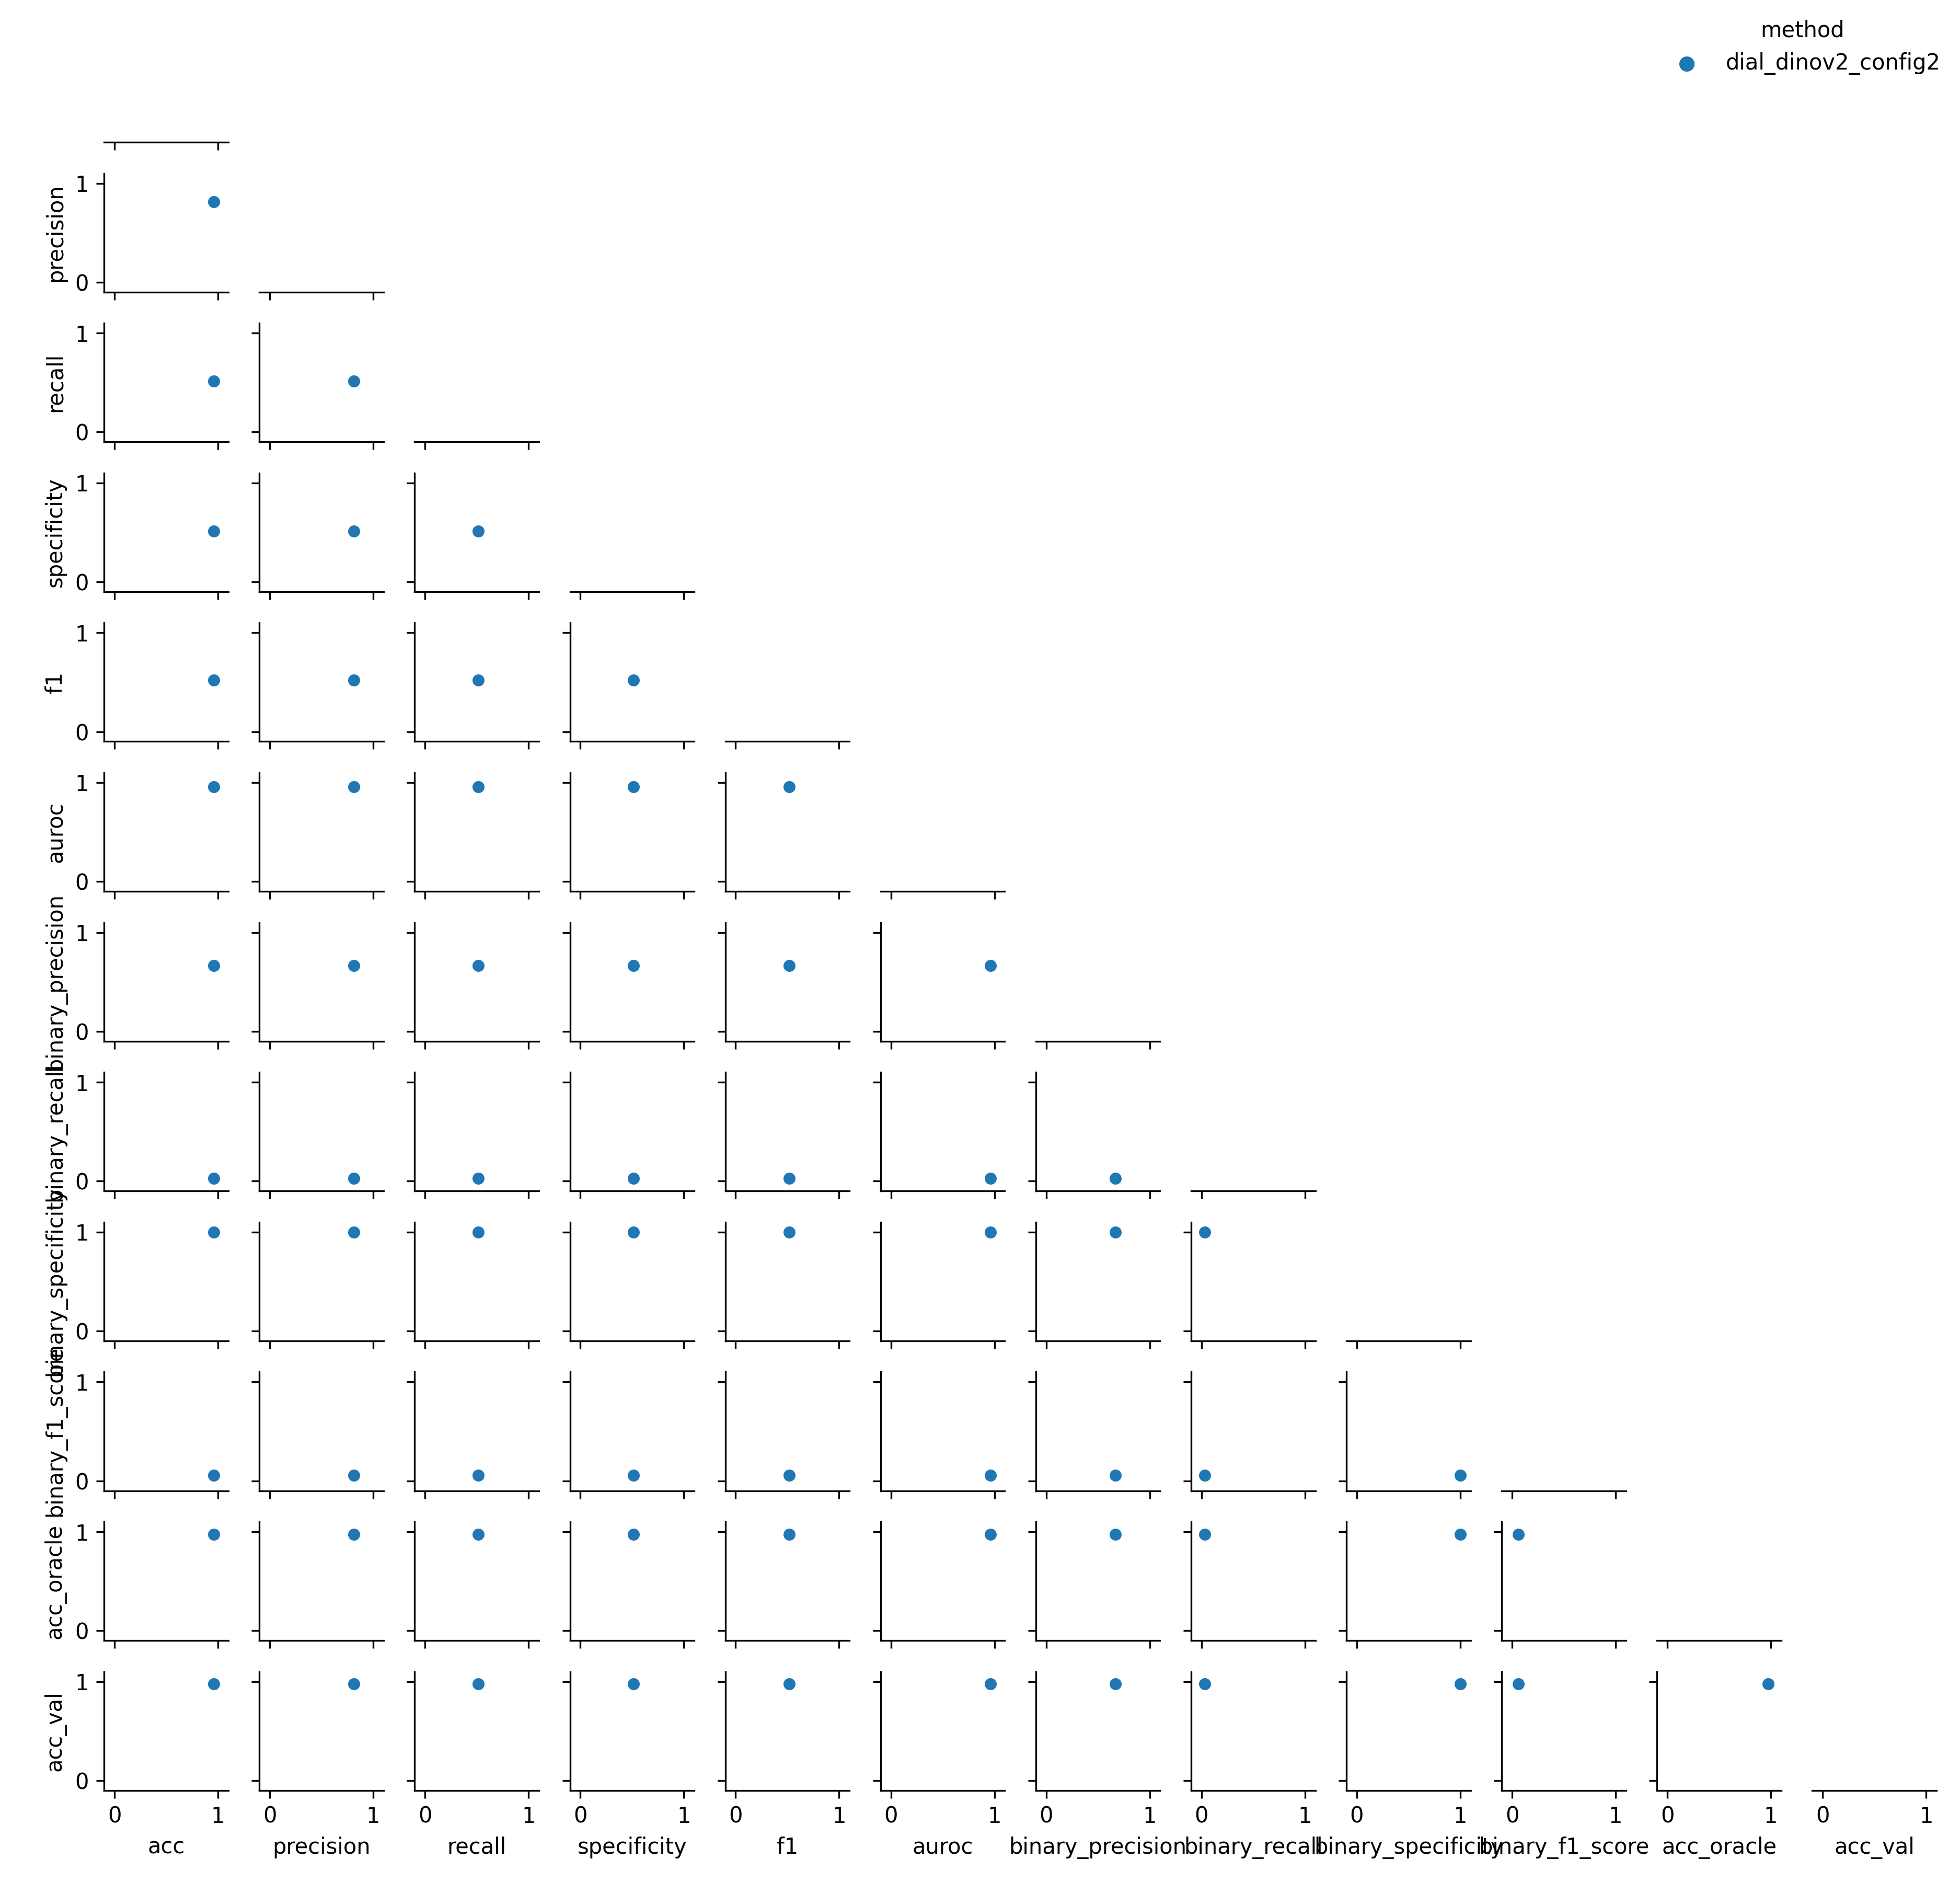 method
dial_dinov2_config2
precision
1
0
recall
1
0
specificity
1
0
f1
1
0
auroc
1
0
binary_precision
1
0
binary_recall
1
0
binary_specificity
1
0
binary_f1_score
1
0
acc_oracle
1
0
acc_val
1
0
0 1 0 1 0 1 0 1 0 1 0 1 0 1 0 1 0 1 0 1 0 1 0 1
acc precision recall specificity f1 auroc binary_precision binary_recall binary_specificity binary_f1_score acc_oracle acc_val